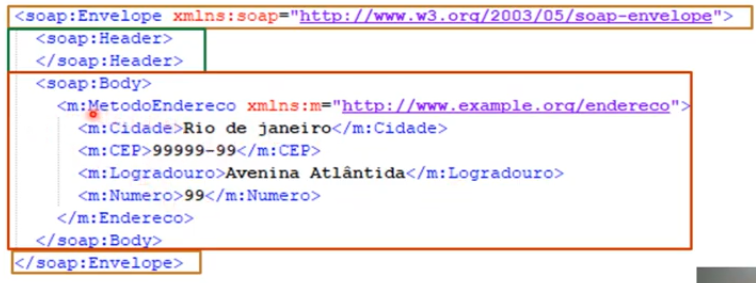 <soap:Envelope xmlns:soap="http://www.w3.org/2003/05/soap-envelope">
<soap:Header>
</soap:Header>
<soap:Body>
<m:MetodoEndereco xmlns:m="http://www.example.org/endereco">
<m:Cidade>Rio de janeiro</m:Cidade>
<m:CEP>99999-99</m:CEP>
<m:Logradouro>Avenina Atlântida</m:Logradouro>
<m:Numero>99</m:Numero>
</m:Endereco>
</soap:Body>
</soap:Envelope>